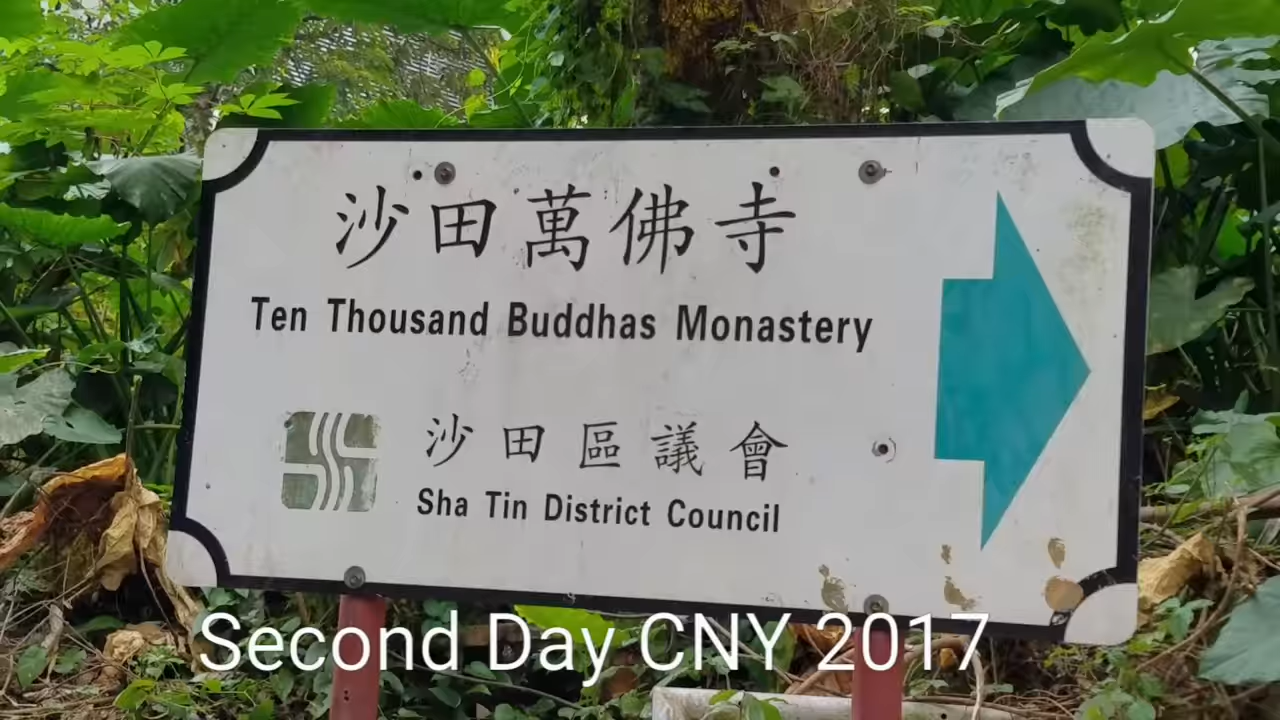 沙田萬佛寺
Ten Thousand Buddhas Monastery
沙田區議會
Sha Tin District Council
Second Day CNY 2017